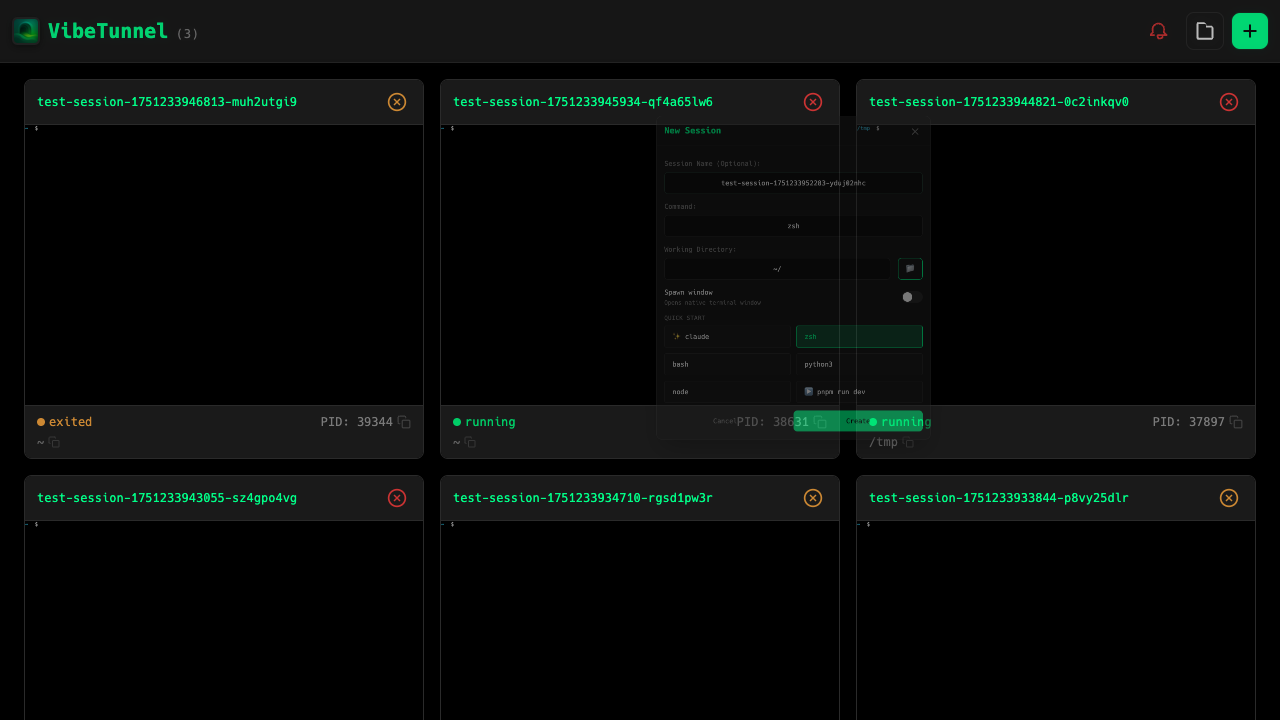 VibeTunnel (3)
test-session-1751233946813-muh2utgi9
~ $
exited
PID: 39344
~
test-session-1751233945934-qf4a65lw6
~ $
running
PID: 38631
~
test-session-1751233944821-0c2inkqv0
/tmp $
running
PID: 37897
/tmp
New Session
Session Name (Optional):
test-session-1751233952283-yduj02nhc
Command:
zsh
Working Directory:
~/
Spawn window
Opens native terminal window
QUICK START
✨ claude
zsh
bash
python3
node
▶️ pnpm run dev
Cancel
Create
test-session-1751233943055-sz4gpo4vg
~ $
test-session-1751233934710-rgsd1pw3r
~ $
test-session-1751233933844-p8vy25dlr
~ $